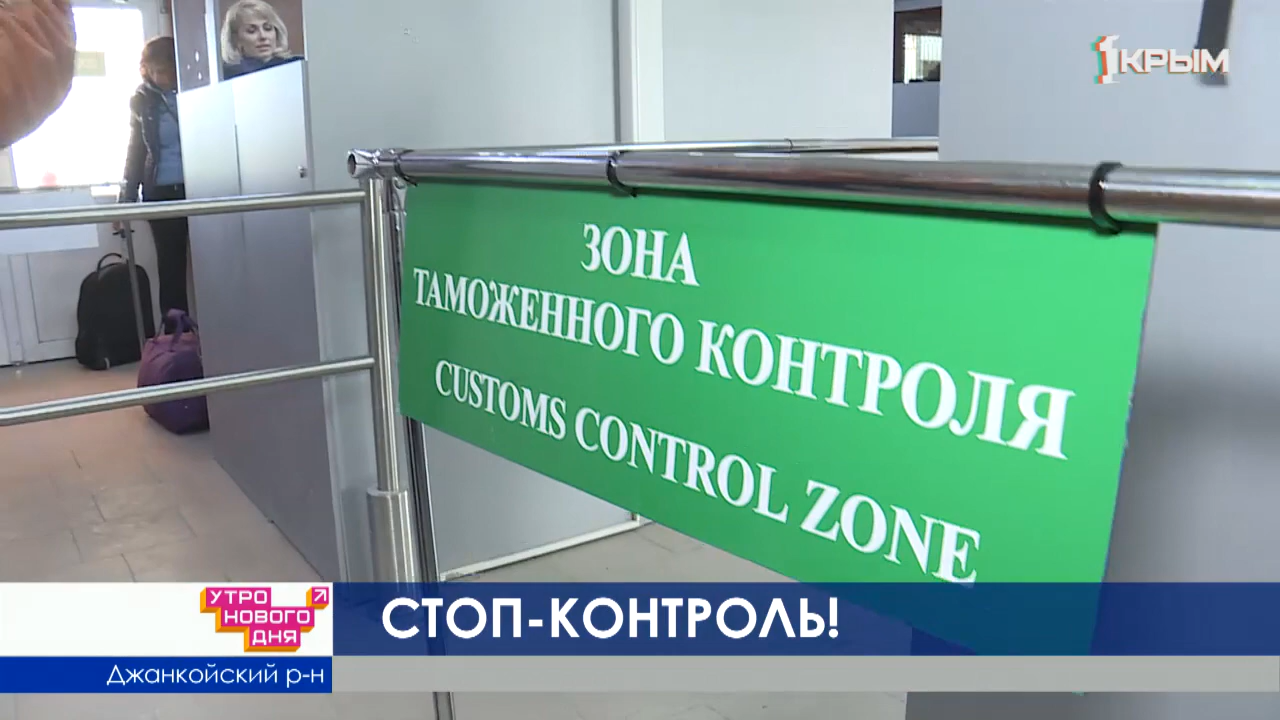 1КРЫМ
ЗОНА
ТАМОЖЕННОГО КОНТРОЛЯ
CUSTOMS CONTROL ZONE
УТРО
НОВОГО
ДНЯ
СТОП-КОНТРОЛЬ!
Джанкойский р-н